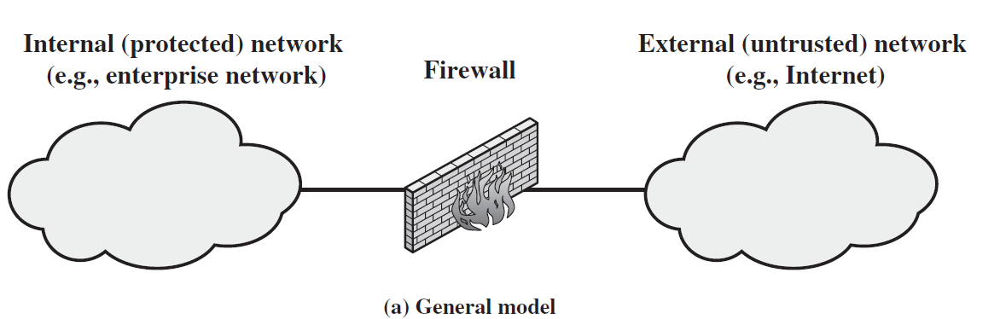 Internal (protected) network
(e.g., enterprise network)
Firewall
External (untrusted) network
(e.g., Internet)
(a) General model